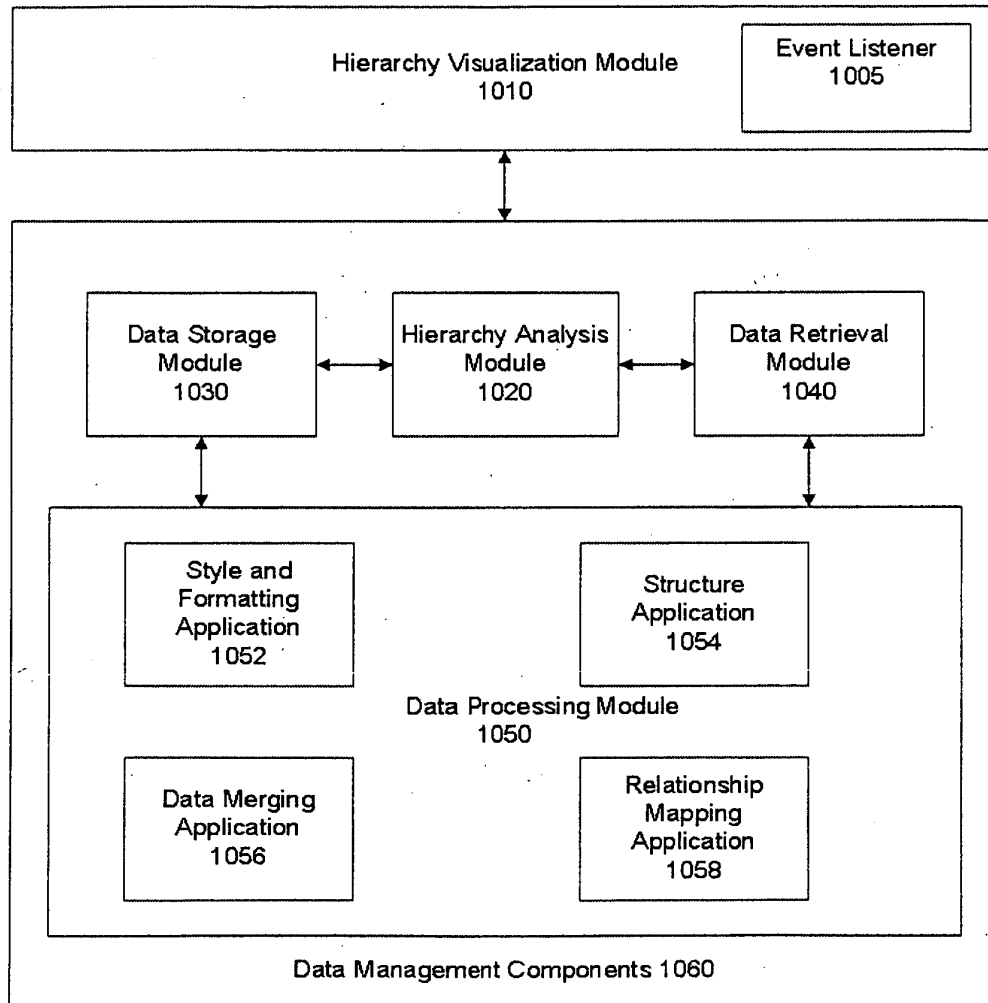 Hierarchy Visualization Module
1010
Event Listener
1005
Data Storage
Module
1030
Hierarchy Analysis
Module
1020
Data Retrieval
Module
1040
Style and
Formatting
Application
1052
Structure
Application
1054
Data Processing Module
1050
Data Merging
Application
1056
Relationship
Mapping
Application
1058
Data Management Components 1060